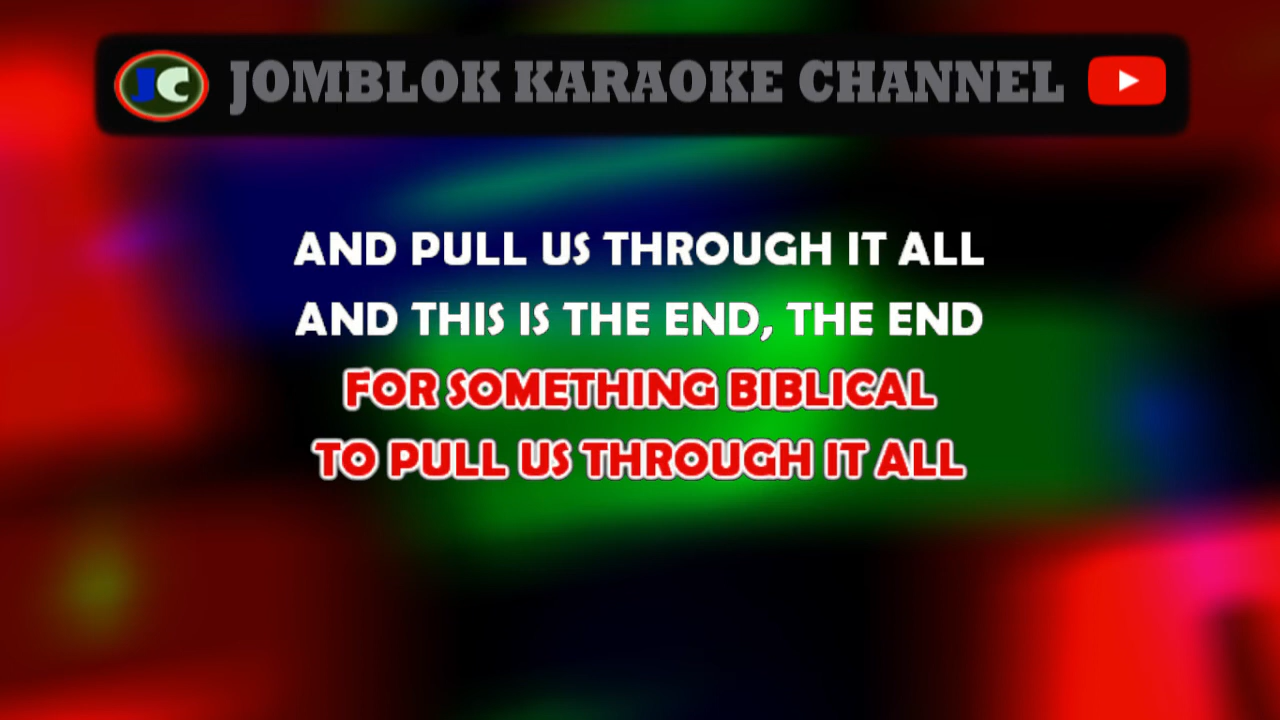 JC JOMBLOK KARAOKE CHANNEL
AND PULL US THROUGH IT ALL
AND THIS IS THE END, THE END
FOR SOMETHING BIBLICAL
TO PULL US THROUGH IT ALL